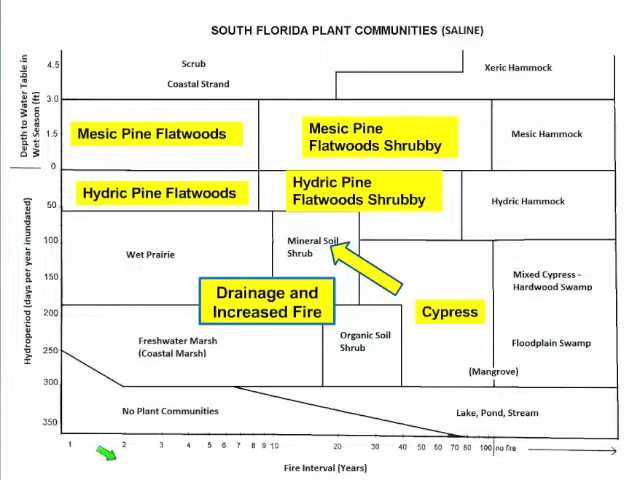 SOUTH FLORIDA PLANT COMMUNITIES (SALINE)
Depth to Water Table in
Wet Season (ft)
4.5
3.0
1.5
0
Scrub
Coastal Strand
Xeric Hammock
Mesic Pine Flatwoods
Mesic Pine
Flatwoods Shrubby
Mesic Hammock
Hydric Pine Flatwoods
Hydric Pine
Flatwoods Shrubby
Hydric Hammock
Hydroperiod (days per year inundated)
50
100
150
200
250
300
350
Wet Prairie
Mineral Soil
Shrub
Mixed Cypress -
Hardwood Swamp
Drainage and
Increased Fire
Cypress
Freshwater Marsh
(Coastal Marsh)
Organic Soil
Shrub
Floodplain Swamp
(Mangrove)
No Plant Communities
Lake, Pond, Stream
1 2 3 4 5 6 7 8 9 10 20 30 40 50 60 70 80 100 no fire
Fire Interval (Years)